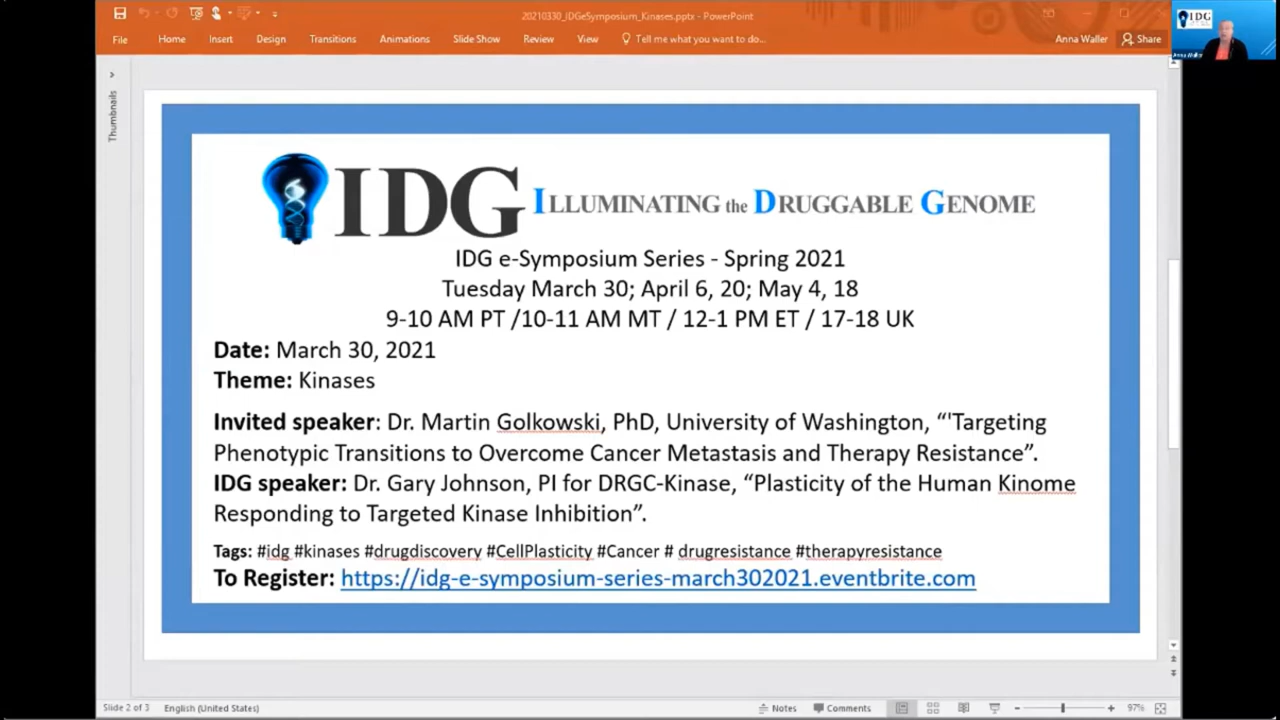 20210330_IDGeSymposium_Kinases.pptx - PowerPoint
IDG
File Home Insert Design Transitions Animations Slide Show Review View Tell me what you want to do... Anna Waller Share
Anna Waller
Thumbnails
IDG ILLUMINATING the DRUGGABLE GENOME
IDG e-Symposium Series - Spring 2021
Tuesday March 30; April 6, 20; May 4, 18
9-10 AM PT /10-11 AM MT / 12-1 PM ET / 17-18 UK
Date: March 30, 2021
Theme: Kinases
Invited speaker: Dr. Martin Golkowski, PhD, University of Washington, “'Targeting
Phenotypic Transitions to Overcome Cancer Metastasis and Therapy Resistance”.
IDG speaker: Dr. Gary Johnson, PI for DRGC-Kinase, “Plasticity of the Human Kinome
Responding to Targeted Kinase Inhibition”.
Tags: #idg #kinases #drugdiscovery #CellPlasticity #Cancer # drugresistance #therapyresistance
To Register: https://idg-e-symposium-series-march302021.eventbrite.com
Slide 2 of 3 English (United States) Notes Comments 97%